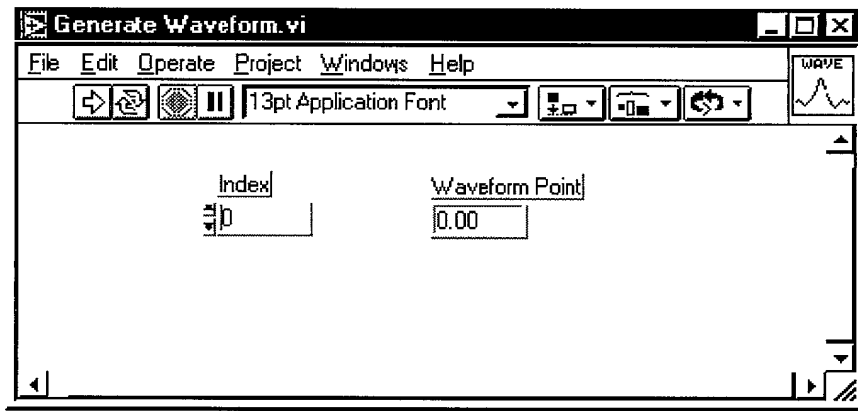 Generate Waveform.vi
File Edit Operate Project Windows Help
WAVE
13pt Application Font
Index
Waveform Point
0
0.00